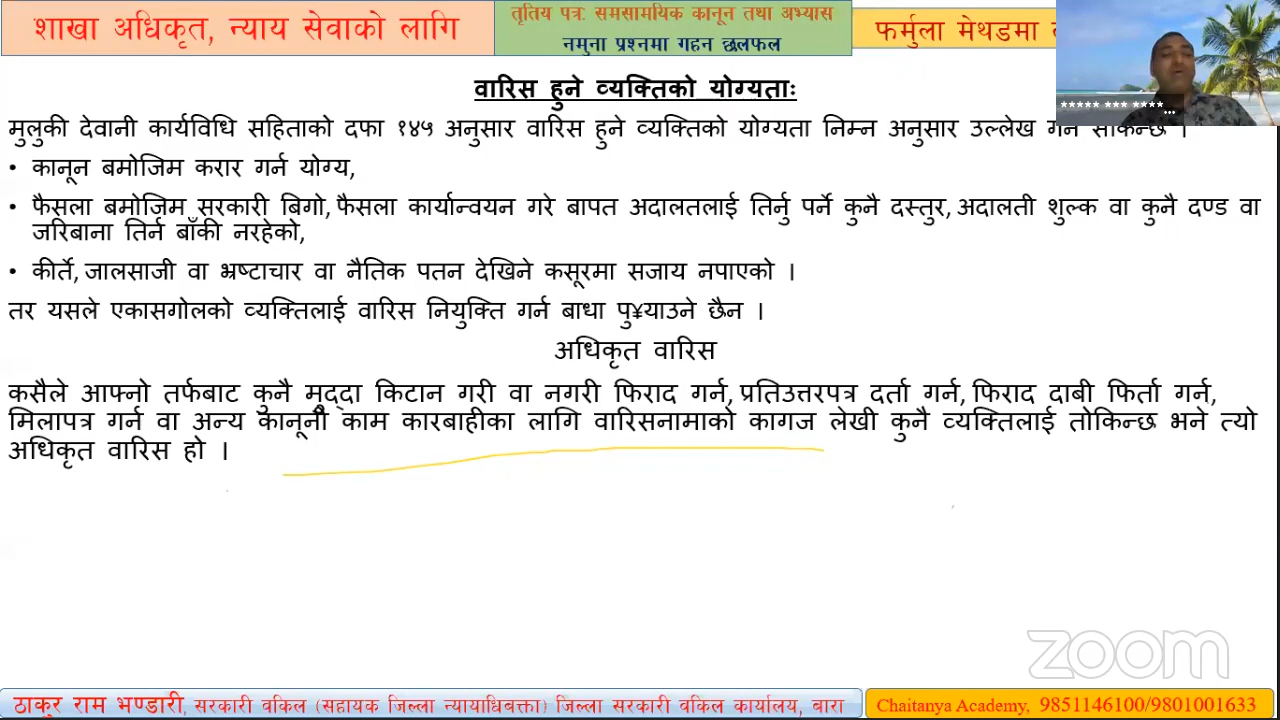 शाखा अधिकृत, न्याय सेवाको लागि
तृतिय पत्र: समसामयिक कानून तथा अभ्यास
नमुना प्रश्नमा गहन छलफल
फर्मुला मेथडमा
***** *** ****...
वारिस हुने व्यक्तिको योग्यताः
मुलुकी देवानी कार्यविधि संहिताको दफा १४५ अनुसार वारिस हुने व्यक्तिको योग्यता निम्न अनुसार उल्लेख गर्न सकिन्छ ।
• कानून बमोजिम करार गर्न योग्य,
• फैसला बमोजिम सरकारी बिगो, फैसला कार्यान्वयन गरे बापत अदालतलाई तिर्नु पर्ने कुनै दस्तुर, अदालती शुल्क वा कुनै दण्ड वा
जरिबाना तिर्न बाँकी नरहेको,
• कीर्ते, जालसाजी वा भ्रष्टाचार वा नैतिक पतन देखिने कसूरमा सजाय नपाएको ।
तर यसले एकासगोलको व्यक्तिलाई वारिस नियुक्ति गर्न बाधा पु¥याउने छैन ।
अधिकृत वारिस
कसैले आफ्नो तर्फबाट कुनै मुद्दा किटान गरी वा नगरी फिराद गर्न, प्रतिउत्तरपत्र दर्ता गर्न, फिराद दाबी फिर्ता गर्न,
मिलापत्र गर्न वा अन्य कानूनी काम कारबाहीका लागि वारिसनामाको कागज लेखी कुनै व्यक्तिलाई तोकिन्छ भने त्यो
अधिकृत वारिस हो ।
zoom
ठाकुर राम भण्डारी, सरकारी वकिल (सहायक जिल्ला न्यायाधिवक्ता) जिल्ला सरकारी वकिल कार्यालय, बारा
Chaitanya Academy, 9851146100/9801001633